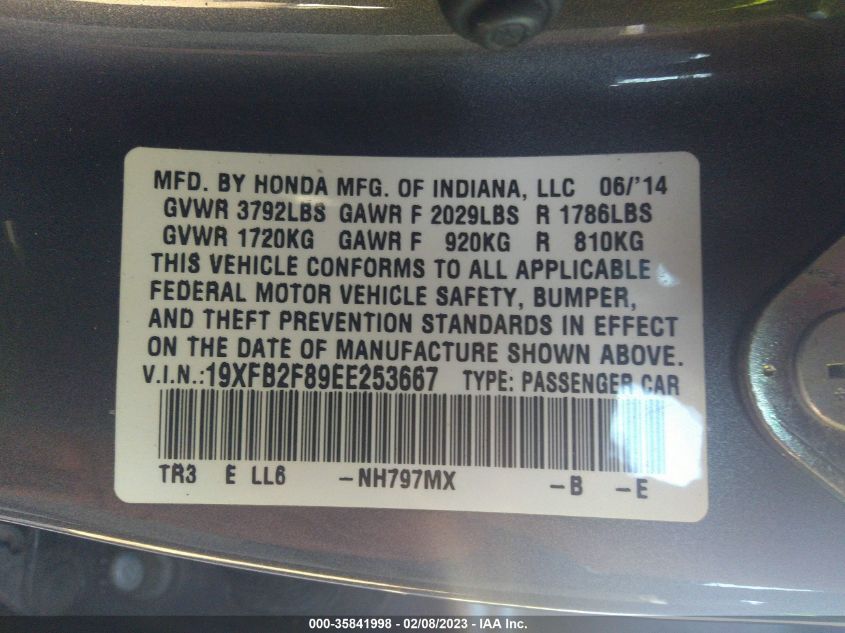 MFD. BY HONDA MFG. OF INDIANA, LLC 06/'14
GVWR 3792LBS GAWR F 2029LBS R 1786LBS
GVWR 1720KG GAWR F 920KG R 810KG
THIS VEHICLE CONFORMS TO ALL APPLICABLE
FEDERAL MOTOR VEHICLE SAFETY, BUMPER,
AND THEFT PREVENTION STANDARDS IN EFFECT
ON THE DATE OF MANUFACTURE SHOWN ABOVE.
V.I.N.:19XFB2F89EE253667 TYPE: PASSENGER CAR
TR3 E LL6 -NH797MX -B -E
000-35841998 - 02/08/2023 - IAA Inc.